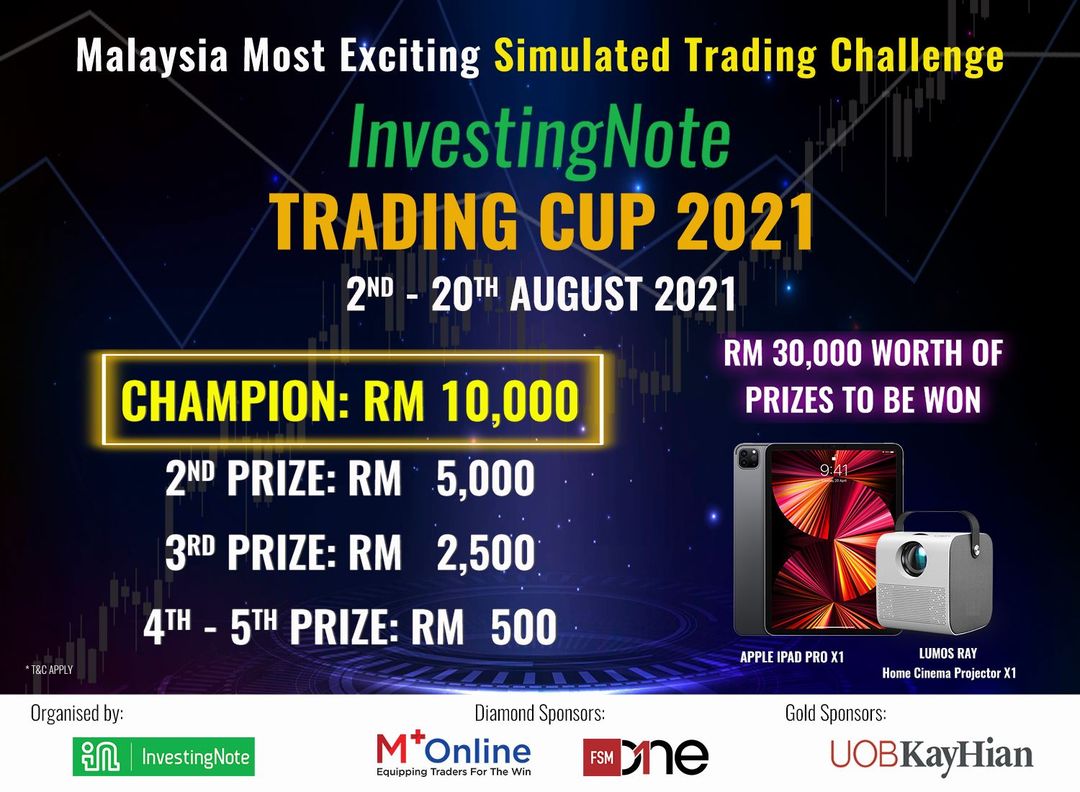 Malaysia Most Exciting Simulated Trading Challenge
InvestingNote
TRADING CUP 2021
2ND - 20TH AUGUST 2021
RM 30,000 WORTH OF
PRIZES TO BE WON
CHAMPION: RM 10,000
2ND PRIZE: RM 5,000
3RD PRIZE: RM 2,500
4TH - 5TH PRIZE: RM 500
9:41
APPLE IPAD PRO X1
LUMOS RAY
Home Cinema Projector X1
* T&C APPLY
Organised by:
Diamond Sponsors:
Gold Sponsors:
in InvestingNote
M+Online
Equipping Traders For The Win
FSM one
UOBKayHian